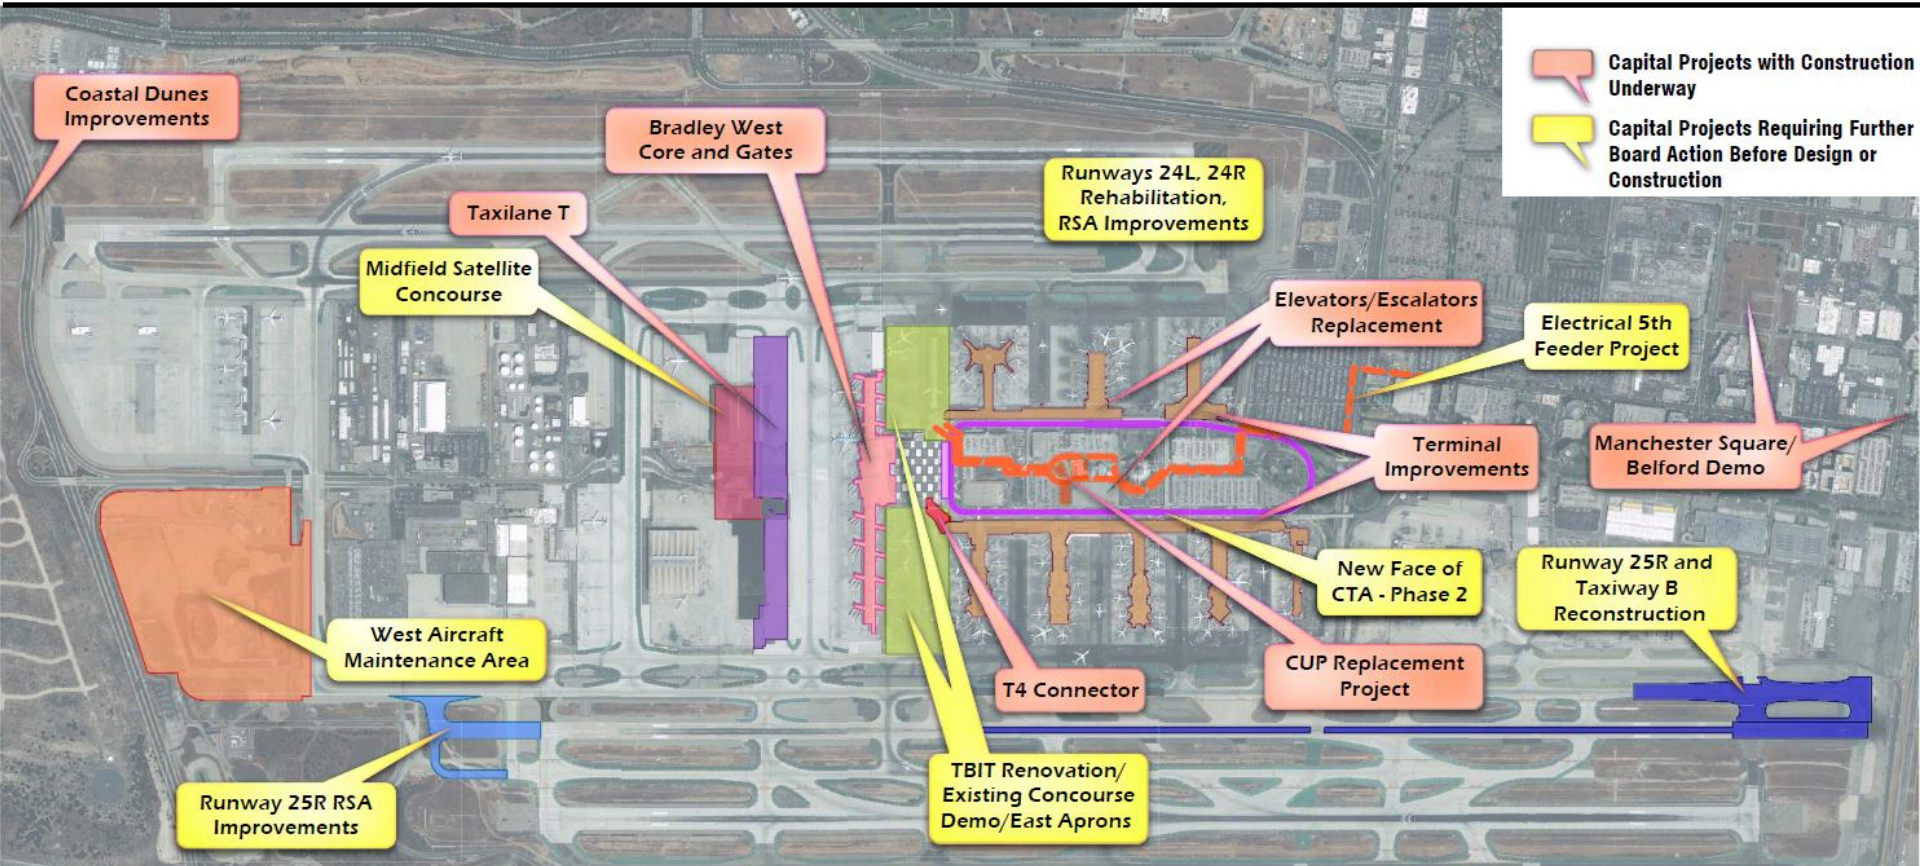 Capital Projects with Construction
Underway
Capital Projects Requiring Further
Board Action Before Design or
Construction
Coastal Dunes
Improvements
Bradley West
Core and Gates
Runways 24L, 24R
Rehabilitation,
RSA Improvements
Taxilane T
Midfield Satellite
Concourse
Elevators/Escalators
Replacement
Electrical 5th
Feeder Project
Terminal
Improvements
Manchester Square/
Belford Demo
New Face of
CTA - Phase 2
Runway 25R and
Taxiway B
Reconstruction
West Aircraft
Maintenance Area
T4 Connector
CUP Replacement
Project
Runway 25R RSA
Improvements
TBIT Renovation/
Existing Concourse
Demo/East Aprons